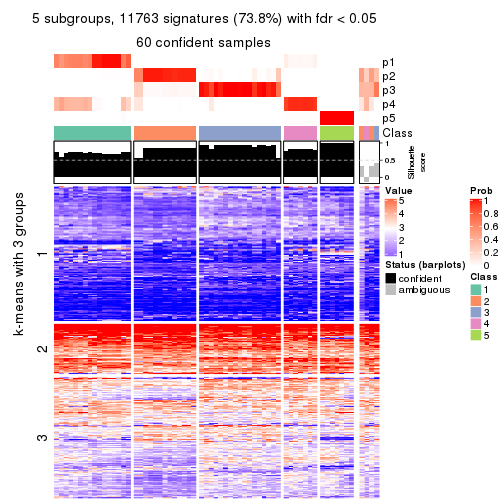 5 subgroups, 11763 signatures (73.8%) with fdr < 0.05
60 confident samples
p1
p2
p3
p4
p5
Class
1
0.5
0
Silhouette
score
k-means with 3 groups
1
2
3
Value
5
4
3
2
1
Status (barplots)
confident
ambiguous
Prob
1
0.8
0.6
0.4
0.2
0
Class
1
2
3
4
5